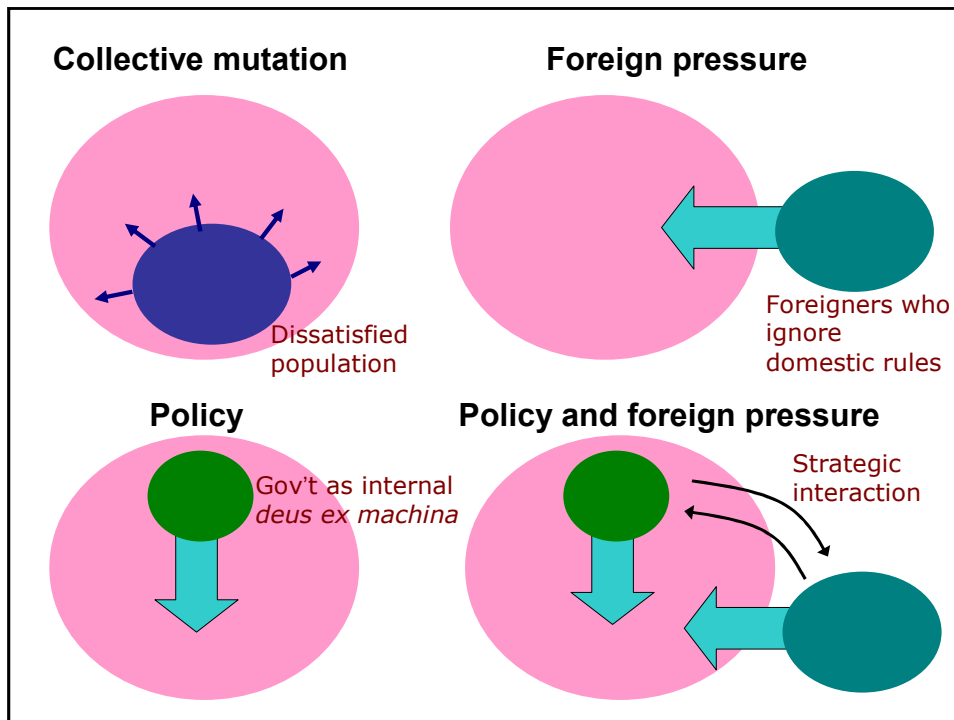 Collective mutation
Foreign pressure
Dissatisfied
population
Foreigners who
ignore
domestic rules
Policy
Policy and foreign pressure
Gov't as internal
deus ex machina
Strategic
interaction